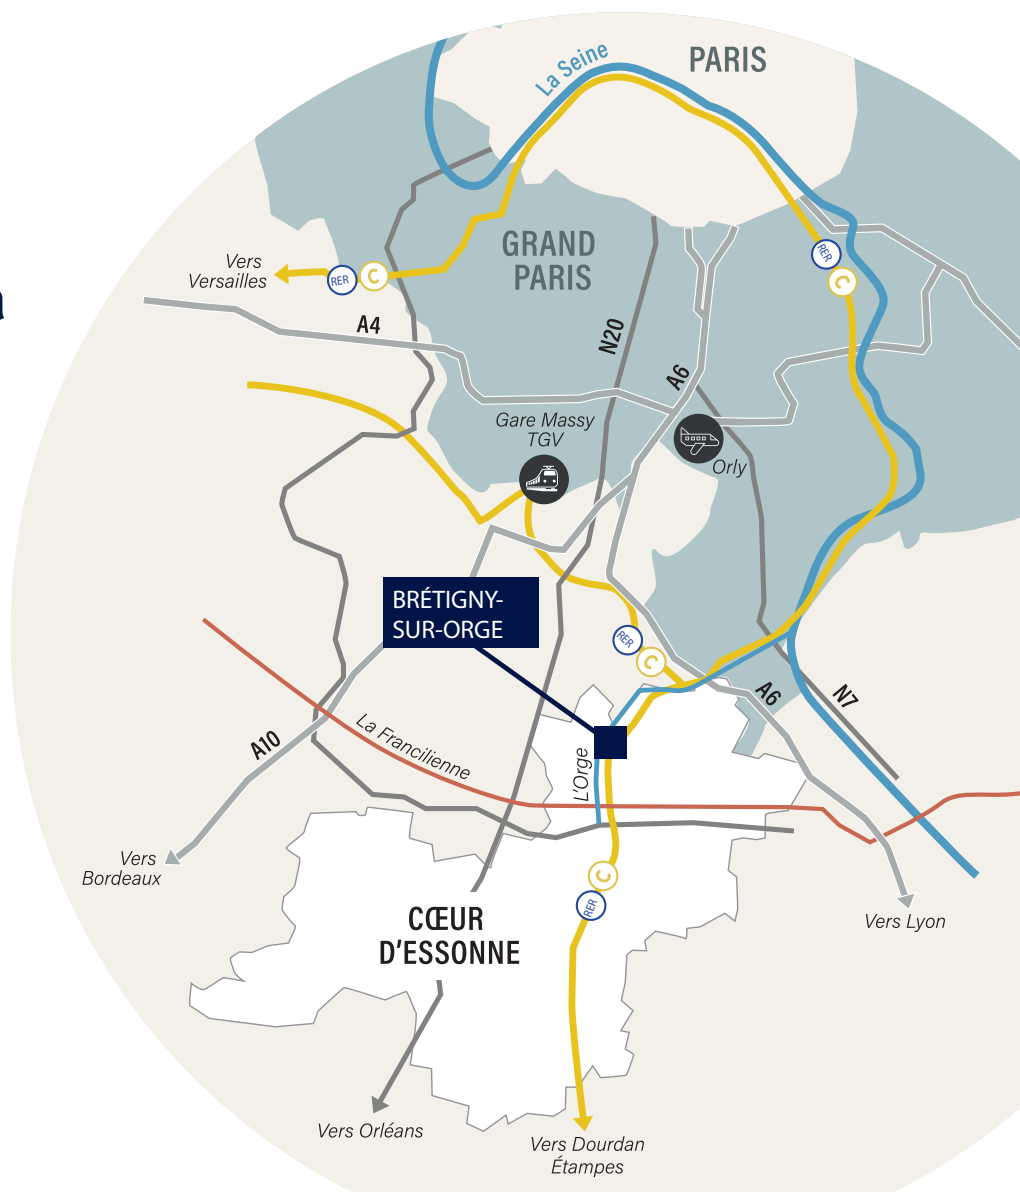 PARIS
La Seine
GRAND
PARIS
Vers
Versailles
RER
C
RER
C
A4
N20
A6
Gare Massy
TGV
Orly
BRÉTIGNY-
SUR-ORGE
RER
C
A6
N7
La Francilienne
A10
L'Orge
Vers
Bordeaux
C
RER
CŒUR
D'ESSONNE
Vers Lyon
Vers Orléans
Vers Dourdan
Étampes